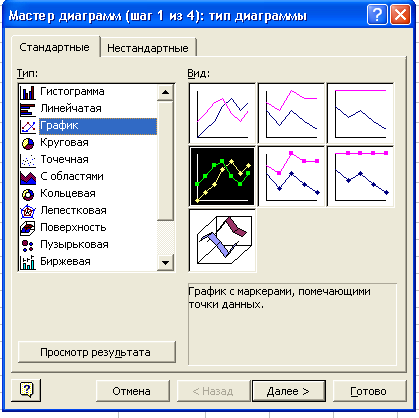 Мастер диаграмм (шаг 1 из 4): тип диаграммы
Стандартные
Нестандартные
Тип:
Вид:
Гистограмма
Линейчатая
График
Круговая
Точечная
С областями
Кольцевая
Лепестковая
Поверхность
Пузырьковая
Биржевая
График с маркерами, помечающими
точки данных.
Просмотр результата
Отмена
< Назад
Далее >
Готово